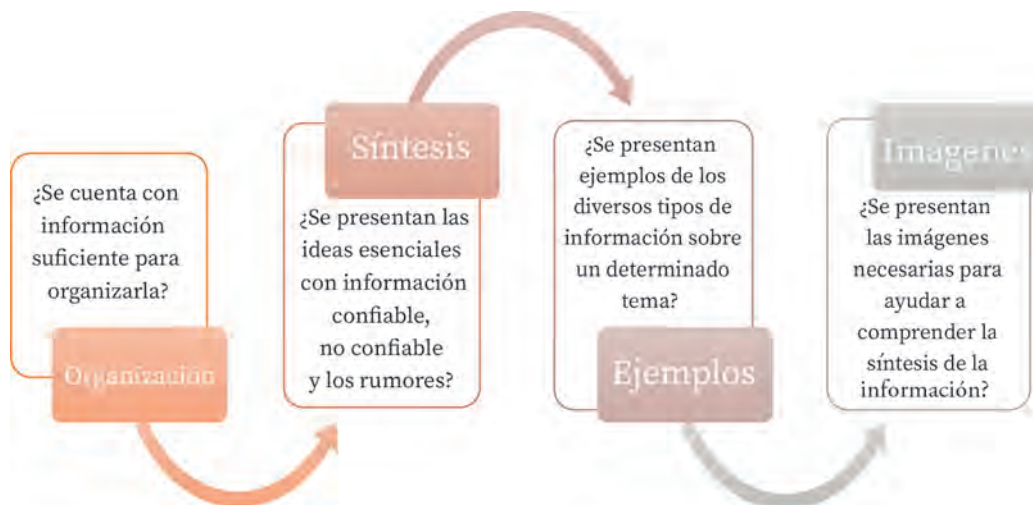 ¿Se cuenta con
información
suficiente para
organizarla?
Organización
Síntesis
¿Se presentan las
ideas esenciales
con información
confiable,
no confiable
y los rumores?
¿Se presentan
ejemplos de los
diversos tipos de
información sobre
un determinado
tema?
Ejemplos
Imágenes
¿Se presentan
las imágenes
necesarias para
ayudar a
comprender la
síntesis de la
información?